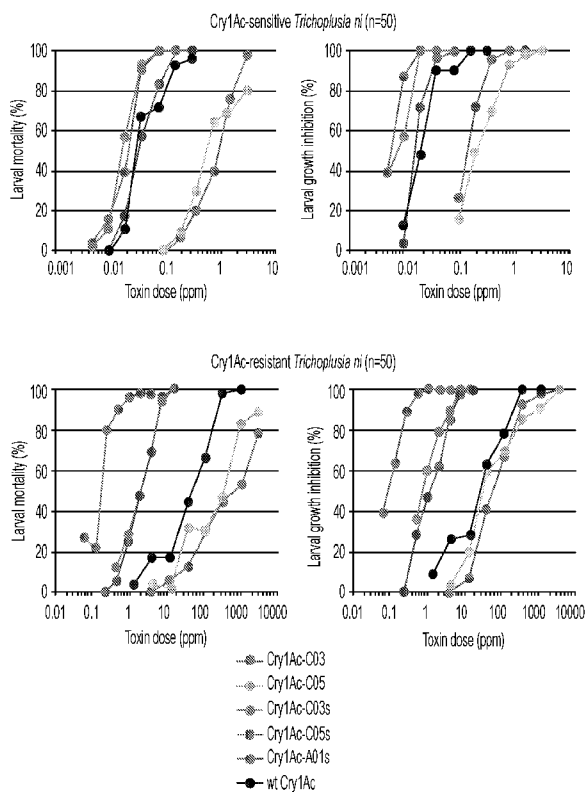 Cry1Ac-sensitive Trichoplusia ni (n=50)
Larval mortality (%)
100
80
60
40
20
0
0.001 0.01 0.1 1 10
Toxin dose (ppm)
Larval growth inhibition (%)
100
80
60
40
20
0
0.001 0.01 0.1 1 10
Toxin dose (ppm)
Cry1Ac-resistant Trichoplusia ni (n=50)
Larval mortality (%)
100
80
60
40
20
0
0.01 0.1 1 10 100 1000 10000
Toxin dose (ppm)
Larval growth inhibition (%)
100
80
60
40
20
0
0.01 0.1 1 10 100 1000 10000
Toxin dose (ppm)
Cry1Ac-C03
Cry1Ac-C05
Cry1Ac-C03s
Cry1Ac-C05s
Cry1Ac-A01s
wt Cry1Ac